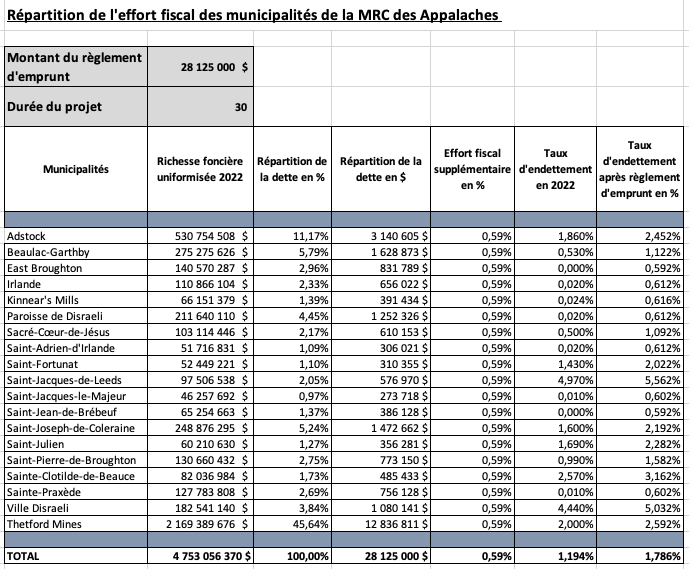 Répartition de l'effort fiscal des municipalités de la MRC des Appalaches
Montant du règlement d'emprunt 28 125 000 $
Durée du projet 30
Municipalités Richesse foncière uniformisée 2022 Répartition de la dette en % Répartition de la dette en $ Effort fiscal supplémentaire en % Taux d'endettement en 2022 Taux d'endettement après règlement d'emprunt en %
Adstock 530 754 508 $ 11,17% 3 140 605 $ 0,59% 1,860% 2,452%
Beaulac-Garthby 275 275 626 $ 5,79% 1 628 873 $ 0,59% 0,530% 1,122%
East Broughton 140 570 287 $ 2,96% 831 789 $ 0,59% 0,000% 0,592%
Irlande 110 866 104 $ 2,33% 656 022 $ 0,59% 0,020% 0,612%
Kinnear's Mills 66 151 379 $ 1,39% 391 434 $ 0,59% 0,024% 0,616%
Paroisse de Disraeli 211 640 110 $ 4,45% 1 252 326 $ 0,59% 0,020% 0,612%
Sacré-Cœur-de-Jésus 103 114 446 $ 2,17% 610 153 $ 0,59% 0,500% 1,092%
Saint-Adrien-d'Irlande 51 716 831 $ 1,09% 306 021 $ 0,59% 0,020% 0,612%
Saint-Fortunat 52 449 221 $ 1,10% 310 355 $ 0,59% 1,430% 2,022%
Saint-Jacques-de-Leeds 97 506 538 $ 2,05% 576 970 $ 0,59% 4,970% 5,562%
Saint-Jacques-le-Majeur 46 257 692 $ 0,97% 273 718 $ 0,59% 0,010% 0,602%
Saint-Jean-de-Brébeuf 65 254 663 $ 1,37% 386 128 $ 0,59% 0,000% 0,592%
Saint-Joseph-de-Coleraine 248 876 295 $ 5,24% 1 472 662 $ 0,59% 1,600% 2,192%
Saint-Julien 60 210 630 $ 1,27% 356 281 $ 0,59% 1,690% 2,282%
Saint-Pierre-de-Broughton 130 660 432 $ 2,75% 773 150 $ 0,59% 0,990% 1,582%
Sainte-Clotilde-de-Beauce 82 036 984 $ 1,73% 485 433 $ 0,59% 2,570% 3,162%
Sainte-Praxède 127 783 808 $ 2,69% 756 128 $ 0,59% 0,010% 0,602%
Ville Disraeli 182 541 140 $ 3,84% 1 080 141 $ 0,59% 4,440% 5,032%
Thetford Mines 2 169 389 676 $ 45,64% 12 836 811 $ 0,59% 2,000% 2,592%
TOTAL 4 753 056 370 $ 100,00% 28 125 000 $ 0,59% 1,194% 1,786%